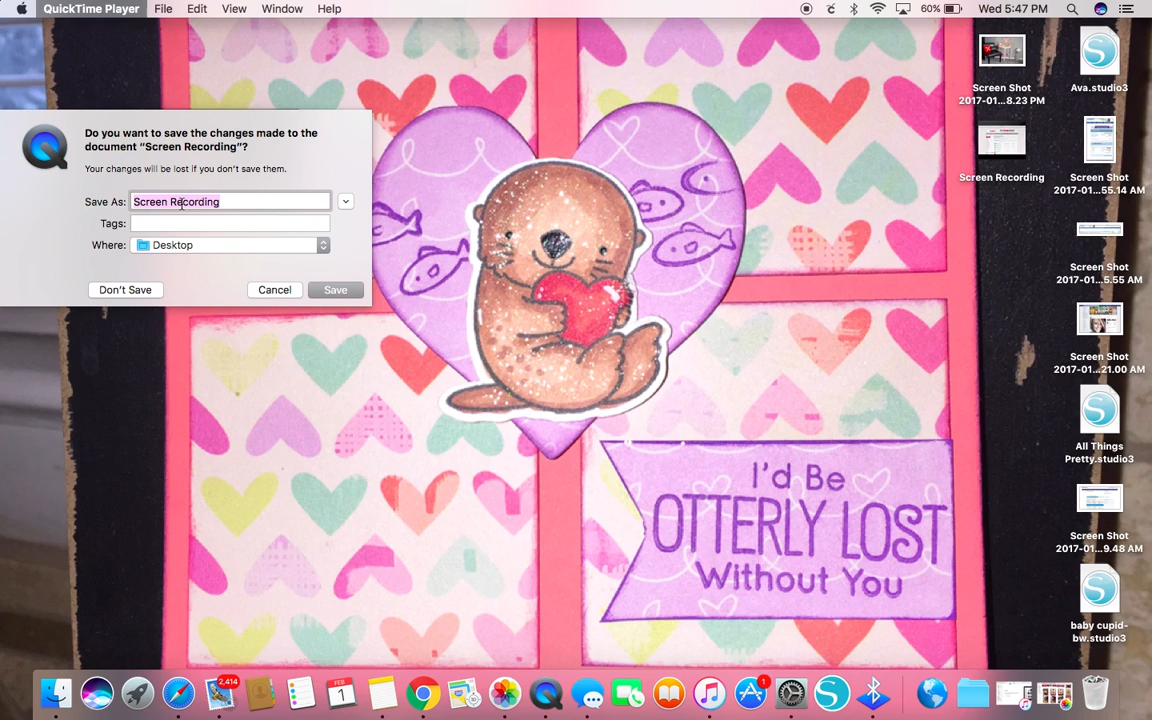 QuickTime Player File Edit View Window Help 60% Wed 5:47 PM
Do you want to save the changes made to the
document “Screen Recording”?
Your changes will be lost if you don’t save them.
Save As: Screen Recording
Tags:
Where: Desktop
Don’t Save Cancel Save
I'd Be
OTTERLY LOST
Without You
Screen Shot
2017-01...8.23 PM
Screen Recording
Ava.studio3
Screen Shot
2017-01...55.14 AM
Screen Shot
2017-01...5.55 AM
Screen Shot
2017-01...21.00 AM
All Things
Pretty.studio3
Screen Shot
2017-01...9.48 AM
baby cupid-
bw.studio3
2,414
FEB
1
1